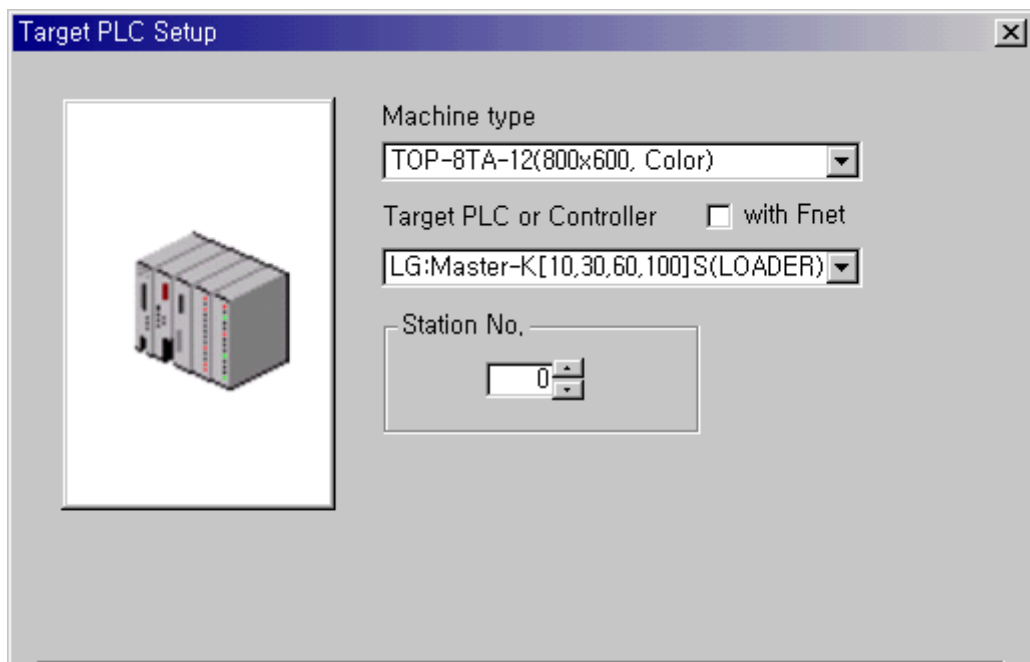 Target PLC Setup
Machine type
TOP-8TA-12(800x600, Color)
Target PLC or Controller with Fnet
LG:Master-K[10,30,60,100]S(LOADER)
Station No.
0